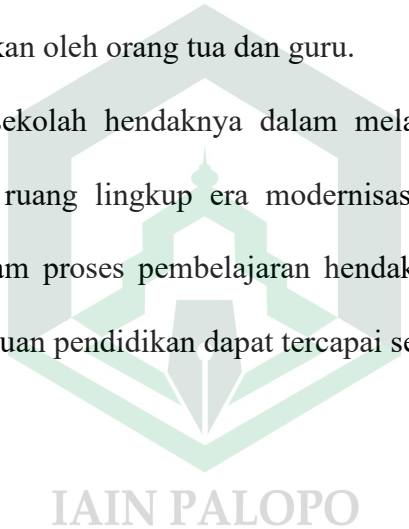 kan oleh orang tua dan guru.
sekolah hendaknya dalam mela
ruang lingkup era modernisas
am proses pembelajaran hendak
uan pendidikan dapat tercapai se
IAIN PALOPO